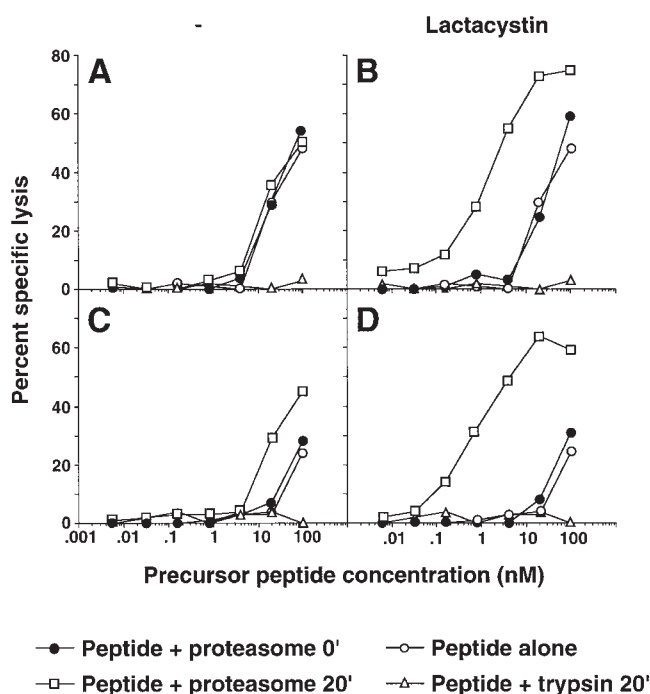 - Lactacystin
A B
80
60
40
20
0
C D
60
40
20
0
.001 .01 .1 1 10 100 .01 .1 1 10 100
Percent specific lysis
Precursor peptide concentration (nM)
Peptide + proteasome 0' Peptide alone
Peptide + proteasome 20' Peptide + trypsin 20'